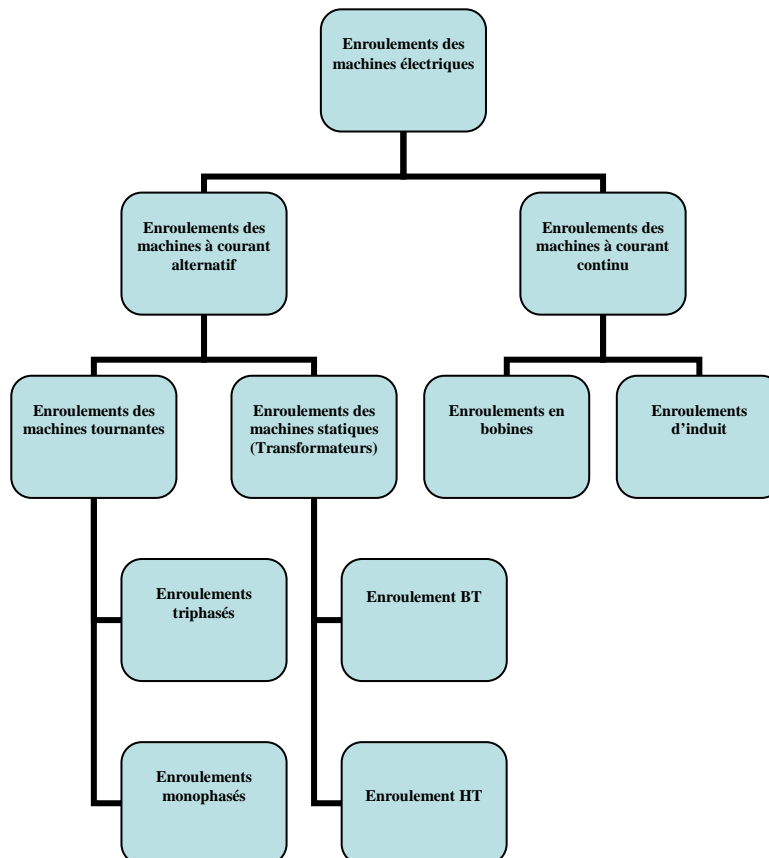 Enroulements des
machines électriques
Enroulements des
machines à courant
alternatif
Enroulements des
machines à courant
continu
Enroulements des
machines tournantes
Enroulements des
machines statiques
(Transformateurs)
Enroulements en
bobines
Enroulements
d'induit
Enroulements
triphasés
Enroulement BT
Enroulements
monophasés
Enroulement HT